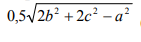 0,5√(2b² + 2c² − a²)